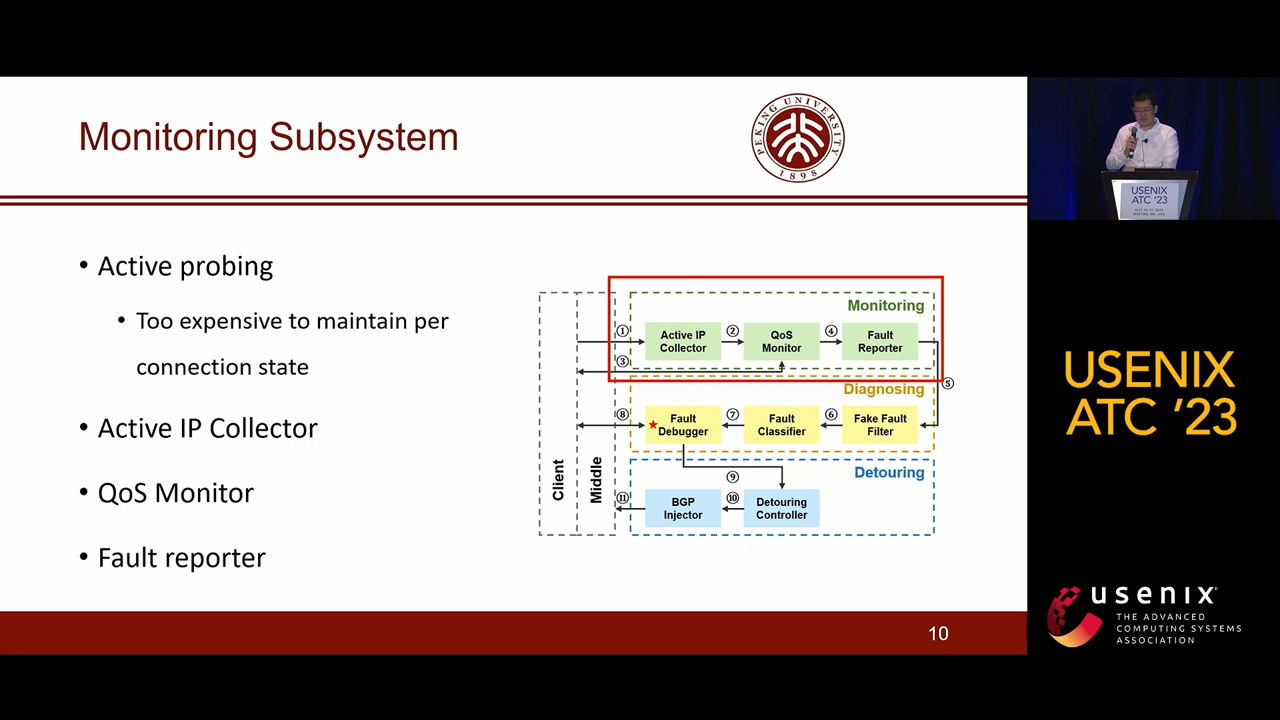 Monitoring Subsystem
PEKING UNIVERSITY
1898
• Active probing
• Too expensive to maintain per
connection state
• Active IP Collector
• QoS Monitor
• Fault reporter
Client
Middle
Monitoring
①
Active IP
Collector
②
QoS
Monitor
④
Fault
Reporter
③
⑤
Diagnosing
⑧
★
Fault
Debugger
⑦
Fault
Classifier
⑥
Fake Fault
Filter
Detouring
⑨
⑪
BGP
Injector
⑩
Detouring
Controller
10
USENIX
ATC '23
USENIX
ATC '23
usenix
THE ADVANCED
COMPUTING SYSTEMS
ASSOCIATION